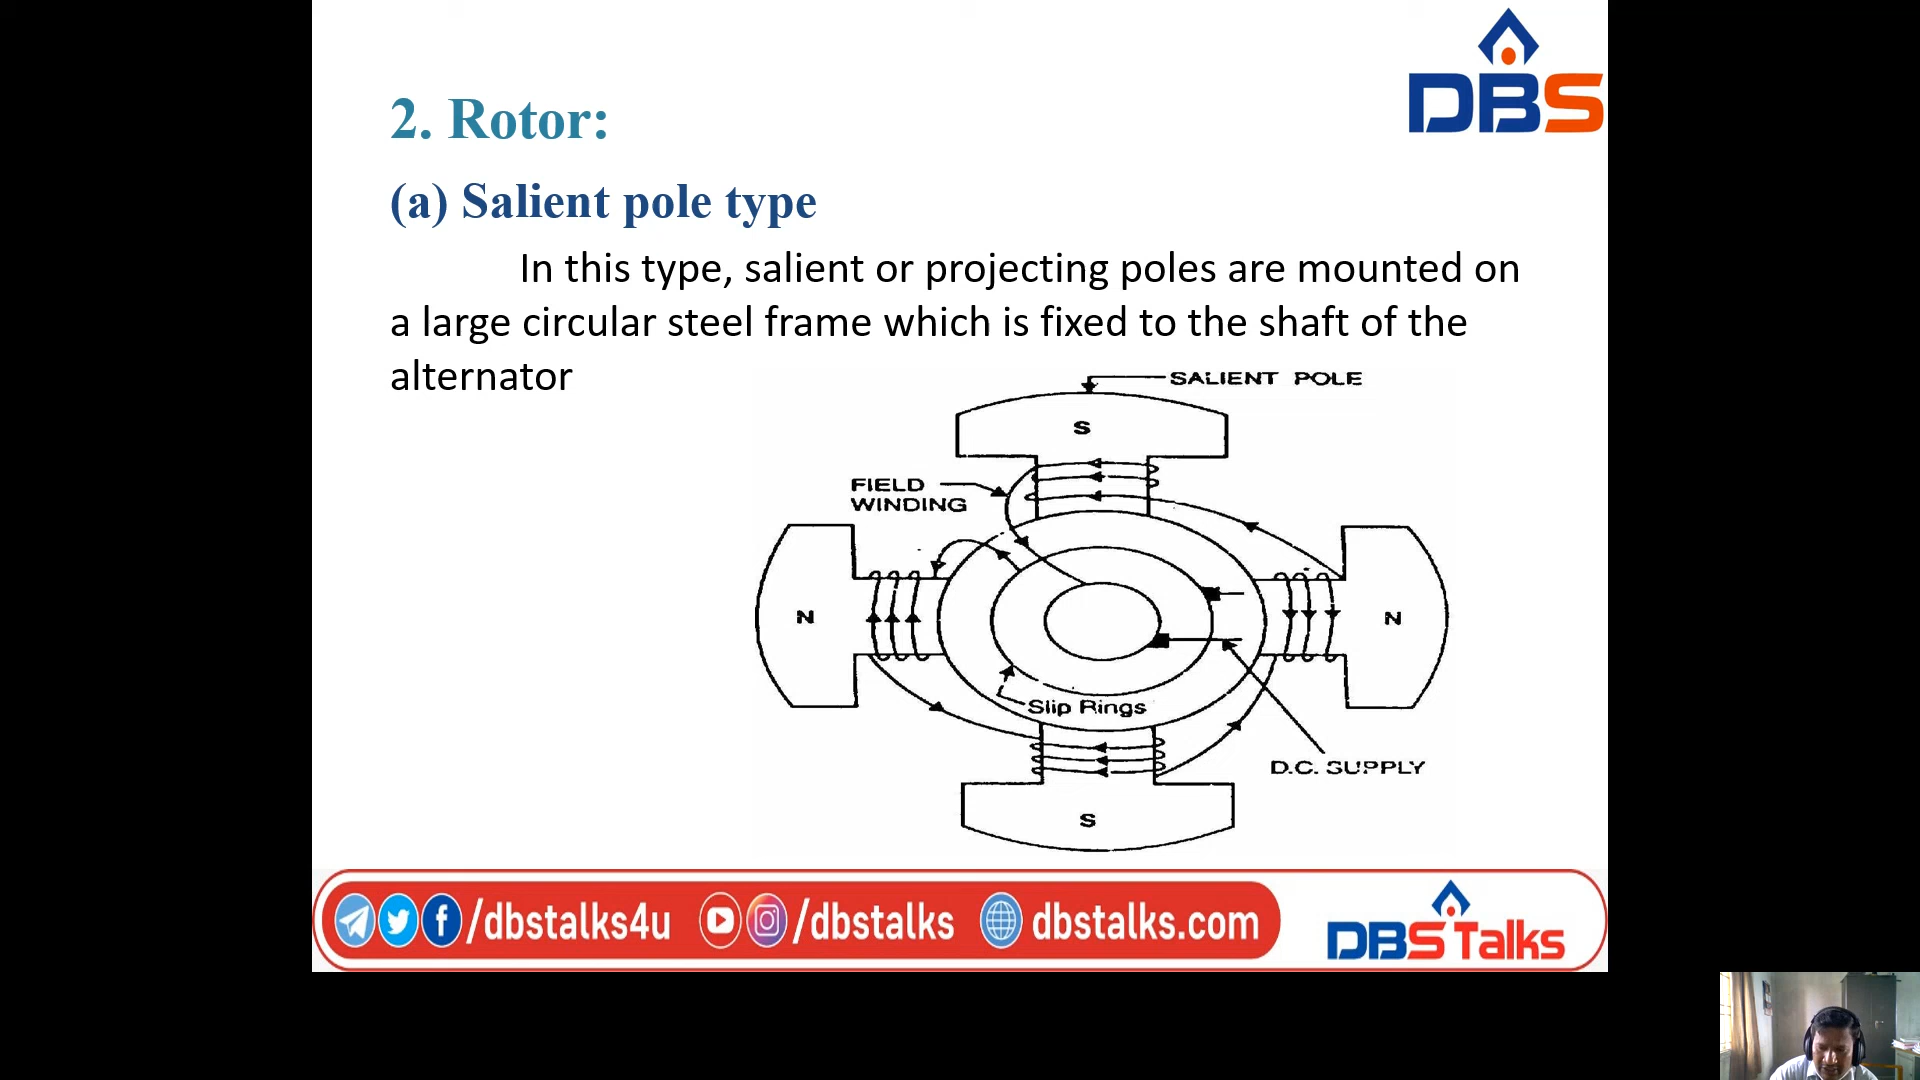 DBS
2. Rotor:
(a) Salient pole type
In this type, salient or projecting poles are mounted on
a large circular steel frame which is fixed to the shaft of the
alternator
SALIENT POLE
S
FIELD
WINDING
N
N
Slip Rings
D.C. SUPPLY
S
/dbstalks4u
/dbstalks
dbstalks.com
DBS Talks